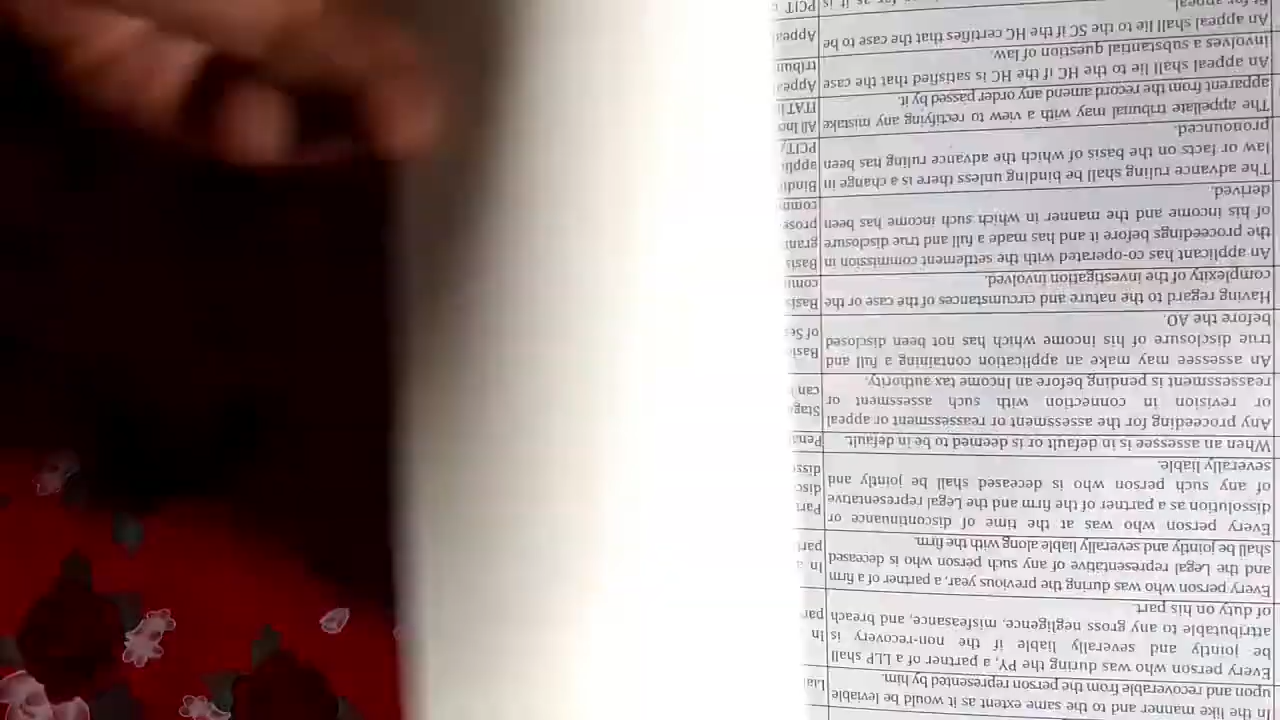 In the like manner and to the same extent as it would be leviable
upon and recoverable from the person represented by him.
Every person who was during the PY, a partner of a LLP shall
be jointly and severally liable if the non-recovery is In
attributable to any gross negligence, misfeasance, and breach
of duty on his part.
Every person who was during the previous year, a partner of a firm
and the Legal representative of any such person who is deceased
shall be jointly and severally liable along with the firm.
Every person who was at the time of discontinuance or
dissolution as a partner of the firm and the Legal representative
of any such person who is deceased shall be jointly and
severally liable.
When an assessee is in default or is deemed to be in default.
Any proceeding for the assessment or reassessment or appeal
or revision in connection with such assessment or
reassessment is pending before an Income tax authority. can
An assessee may make an application containing a full and
true disclosure of his income which has not been disclosed
before the AO.
Having regard to the nature and circumstances of the case or the Basis
complexity of the investigation involved.
An applicant has co-operated with the settlement commission in Basis
the proceedings before it and has made a full and true disclosure
of his income and the manner in which such income has been
derived.
The advance ruling shall be binding unless there is a change in
law or facts on the basis of which the advance ruling has been
pronounced. PCIT/
The appellate tribunal may with a view to rectifying any mistake All Inc
apparent from the record amend any order passed by it. ITAT
An appeal shall lie to the HC if the HC is satisfied that the case
involves a substantial question of law.
An appeal shall lie to the SC if the HC certifies that the case to be
fit for appeal.
as it is PCIT